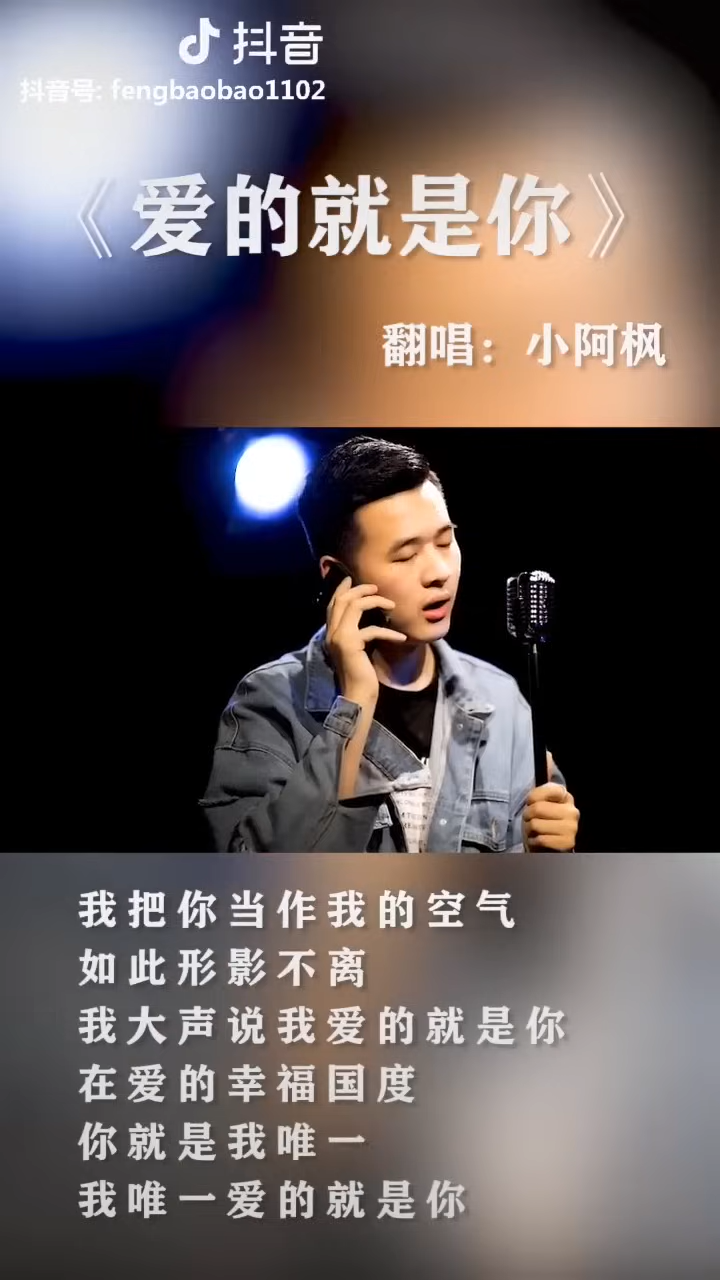 抖音
抖音号: fengbaobao1102
《爱的就是你》
翻唱：小阿枫
我把你当作我的空气
如此形影不离
我大声说我爱的就是你
在爱的幸福国度
你就是我唯一
我唯一爱的就是你